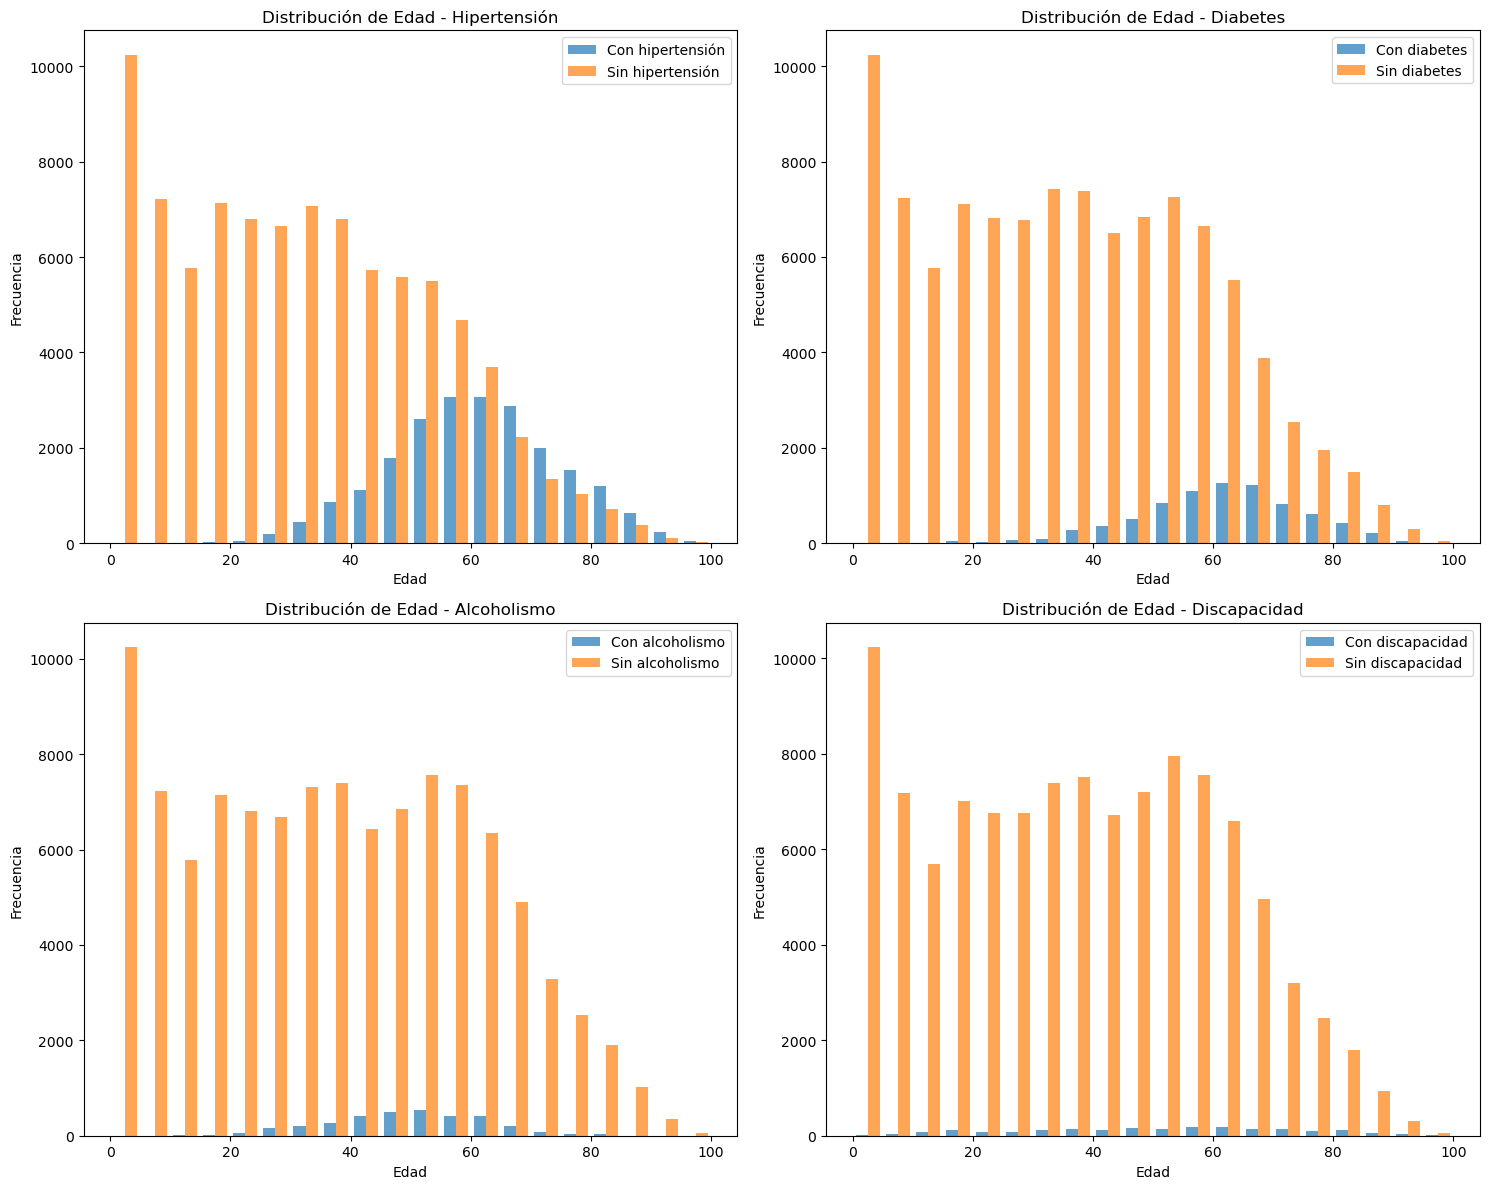 Distribución de Edad - Hipertensión
Con hipertensión
Sin hipertensión
10000
8000
6000
4000
2000
0
Frecuencia
0 20 40 60 80 100
Edad
Distribución de Edad - Diabetes
Con diabetes
Sin diabetes
10000
8000
6000
4000
2000
0
Frecuencia
0 20 40 60 80 100
Edad
Distribución de Edad - Alcoholismo
Con alcoholismo
Sin alcoholismo
10000
8000
6000
4000
2000
0
Frecuencia
0 20 40 60 80 100
Edad
Distribución de Edad - Discapacidad
Con discapacidad
Sin discapacidad
10000
8000
6000
4000
2000
0
Frecuencia
0 20 40 60 80 100
Edad